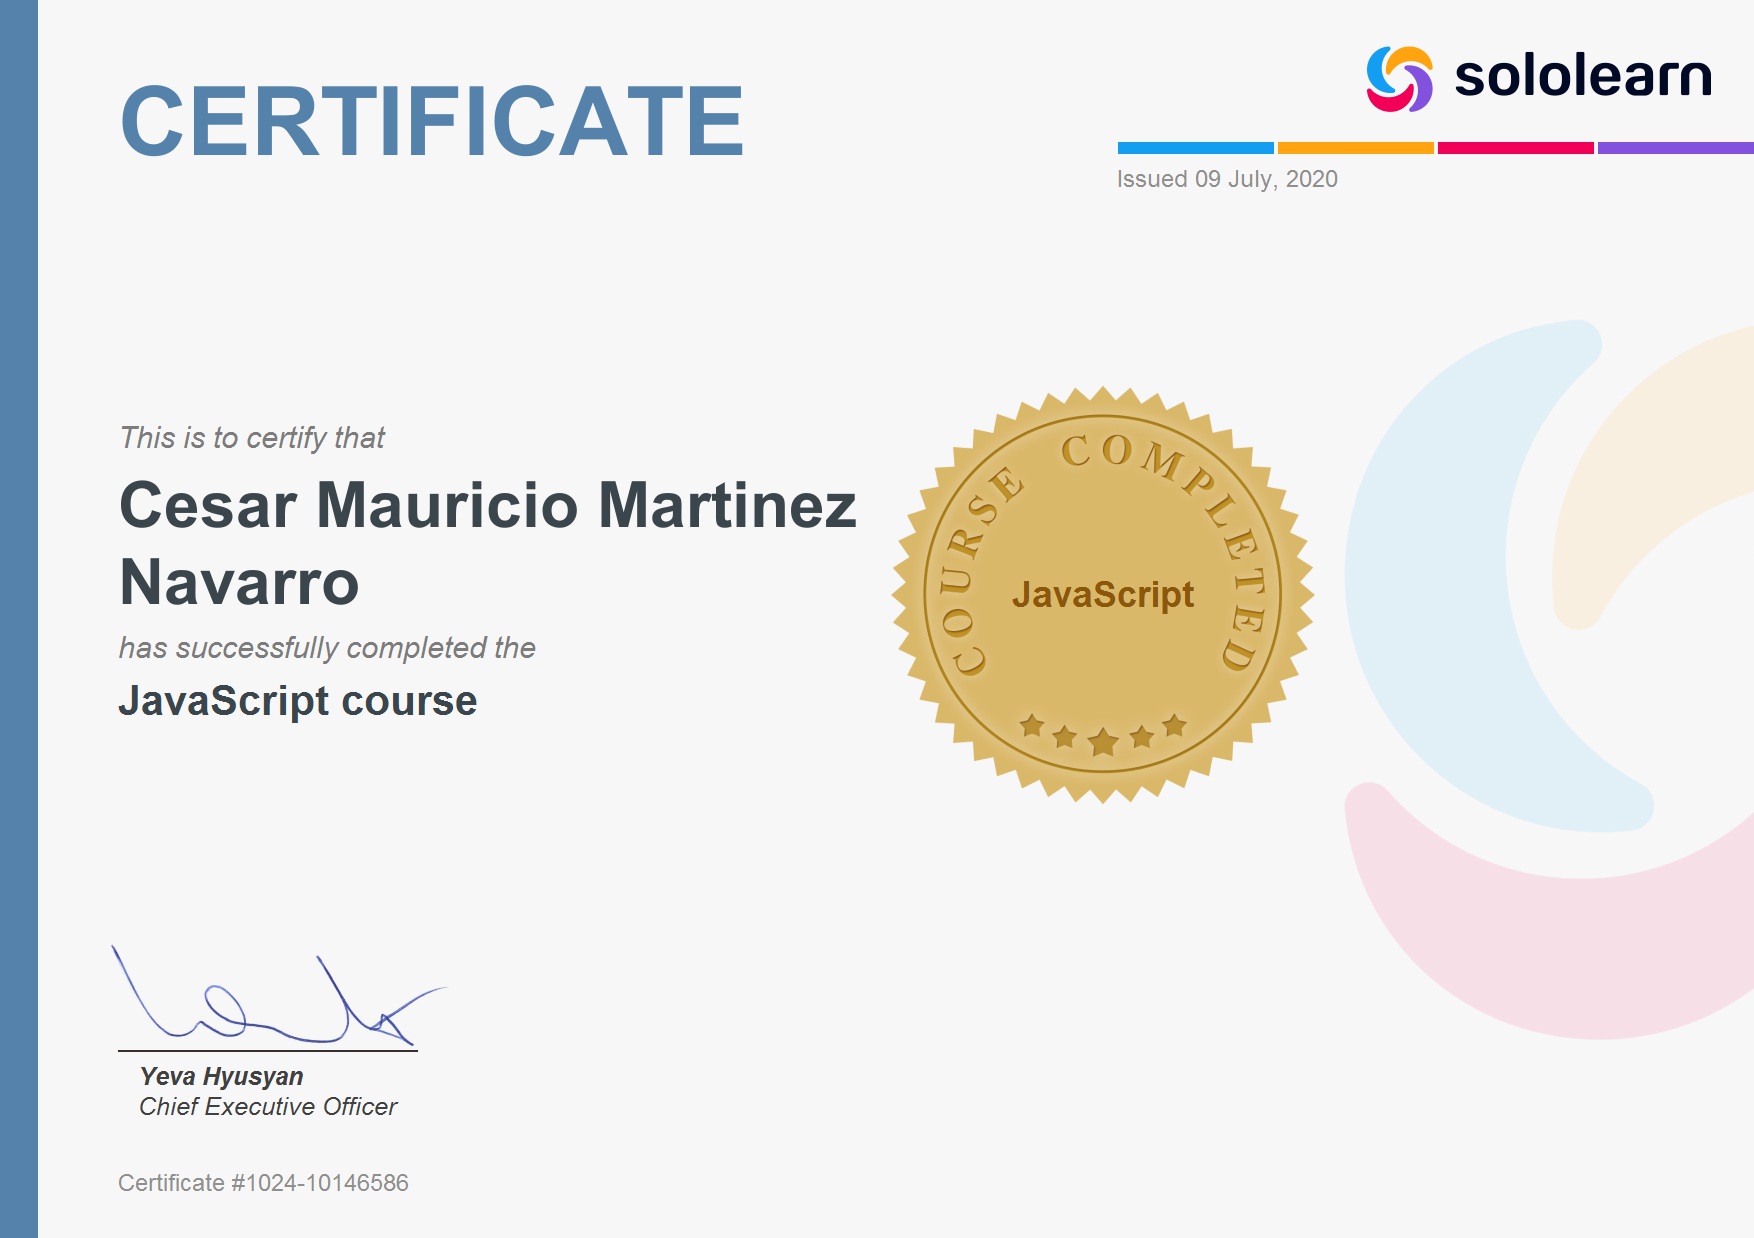 CERTIFICATE
sololearn
Issued 09 July, 2020
This is to certify that
Cesar Mauricio Martinez
Navarro
has successfully completed the
JavaScript course
COURSE COMPLETED
JavaScript
Yeva Hyusyan
Chief Executive Officer
Certificate #1024-10146586